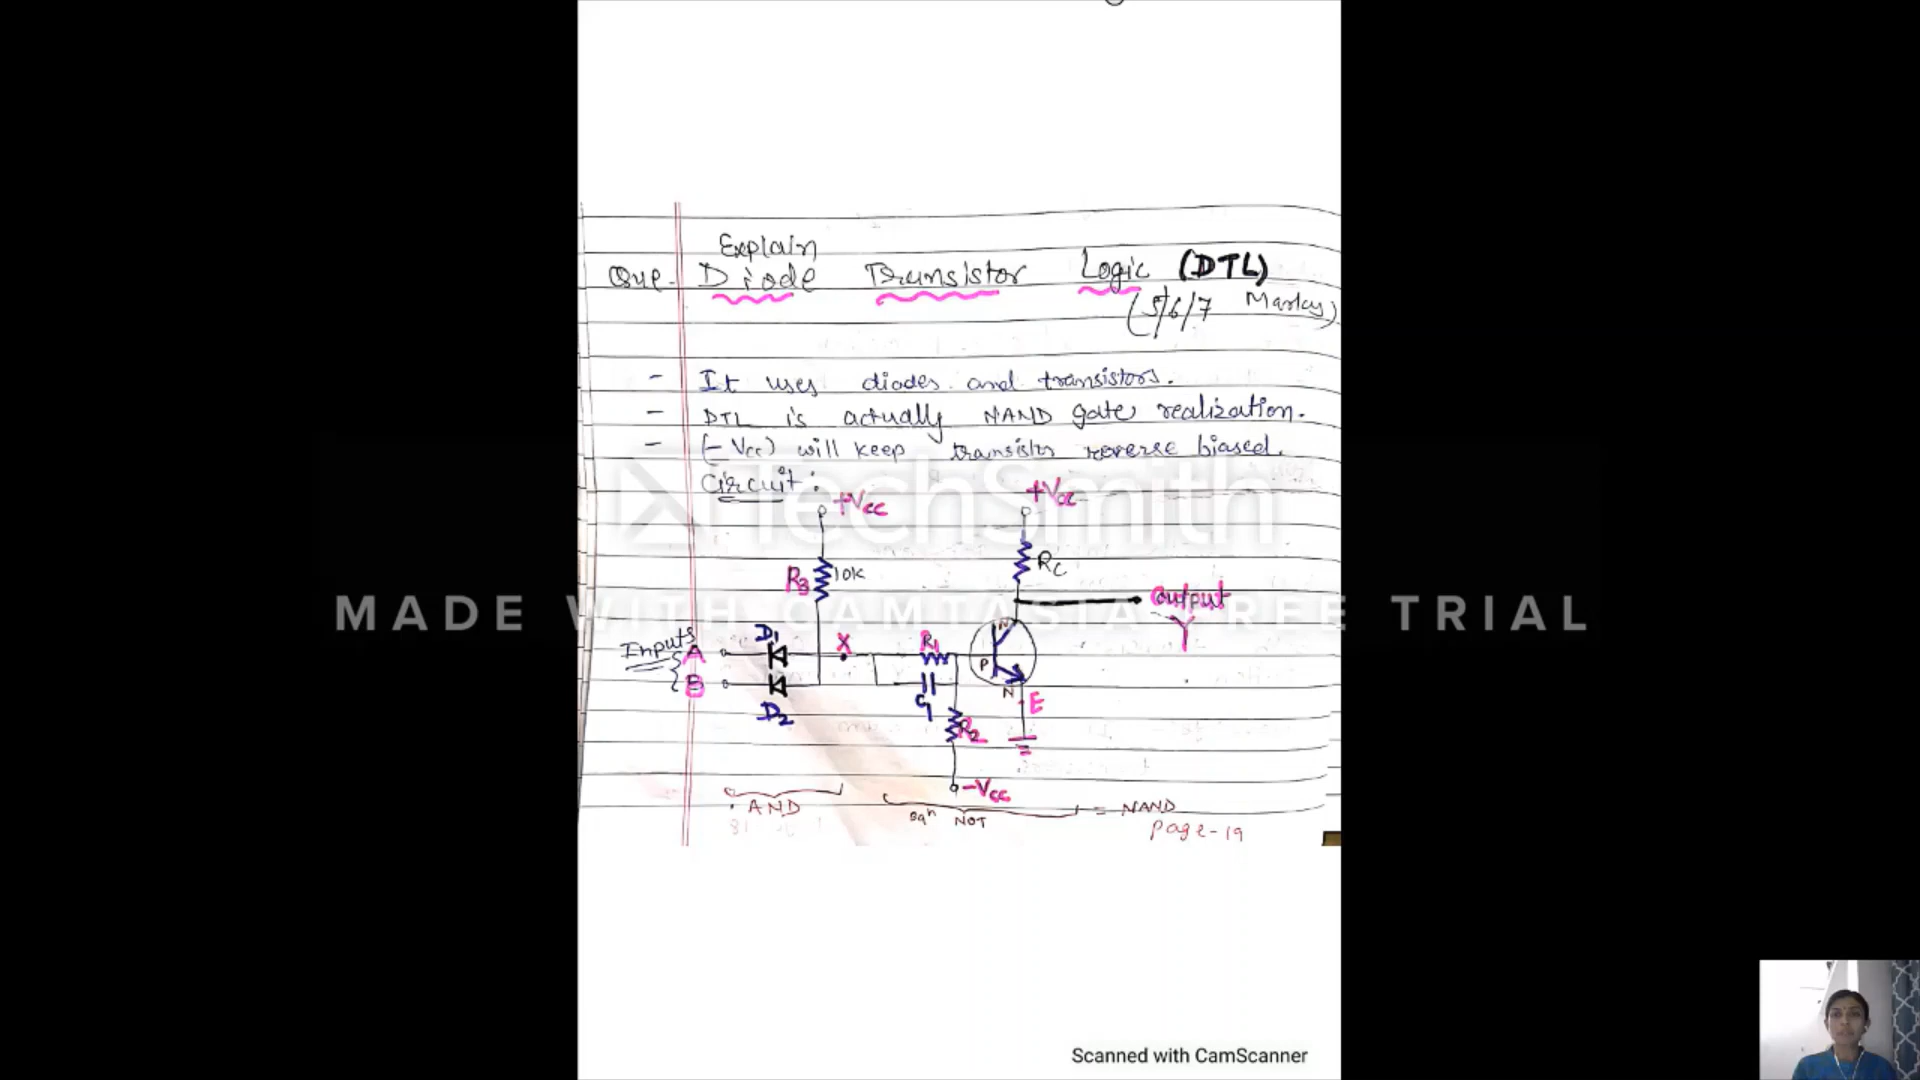 Explain
Que. Diode Transistor Logic (DTL)
(5/6/7 Marks)
- It uses diodes and transistors.
- DTL is actually NAND gate realization.
- (-Vcc) will keep transistor reverse biased.
Circuit :
+Vcc +Vcc
R3 10K Rc
TechSmith
MADE WITH CAMTASIA FREE TRIAL
Output
Y
Inputs A D1 X R1 N
B P
D2 C1 N E
R2
-Vcc
AND NOT = NAND
page-19
Scanned with CamScanner